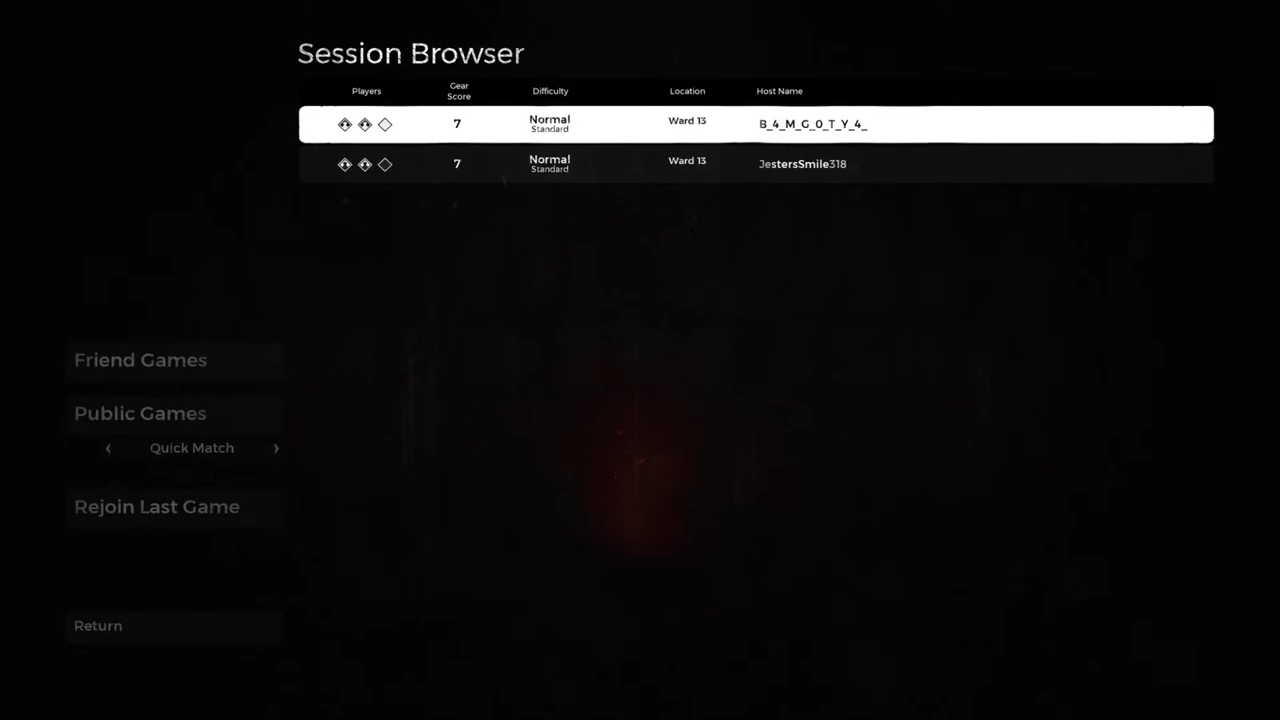 Session Browser
Players Gear Score Difficulty Location Host Name
7 Normal Standard Ward 13 B_4_M_G_0_T_Y_4_
7 Normal Standard Ward 13 JestersSmile318
Friend Games
Public Games
‹ Quick Match ›
Rejoin Last Game
Return